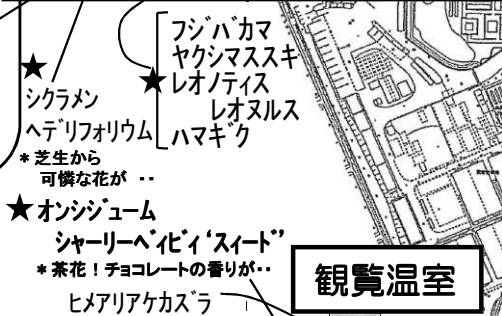 フジバカマ
ヤクシマススキ
★レオノティス
レオヌルス
ハマギク
★
シクラメン
ヘデリフォリウム
＊芝生から
可憐な花が ‥
★オンシジューム
シャーリーベイビィ‘スィード’
＊茶花！チョコレートの香りが‥
観覧温室
ヒメアリアケカズラ